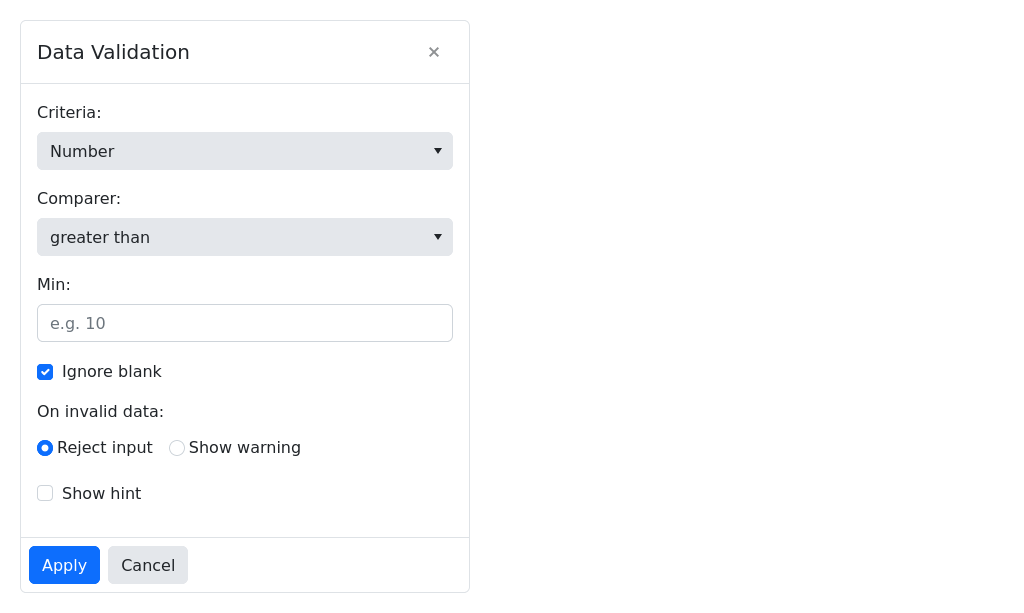 Data Validation
Criteria:
Number
Comparer:
greater than
Min:
e.g. 10
Ignore blank
On invalid data:
Reject input Show warning
Show hint
Apply Cancel